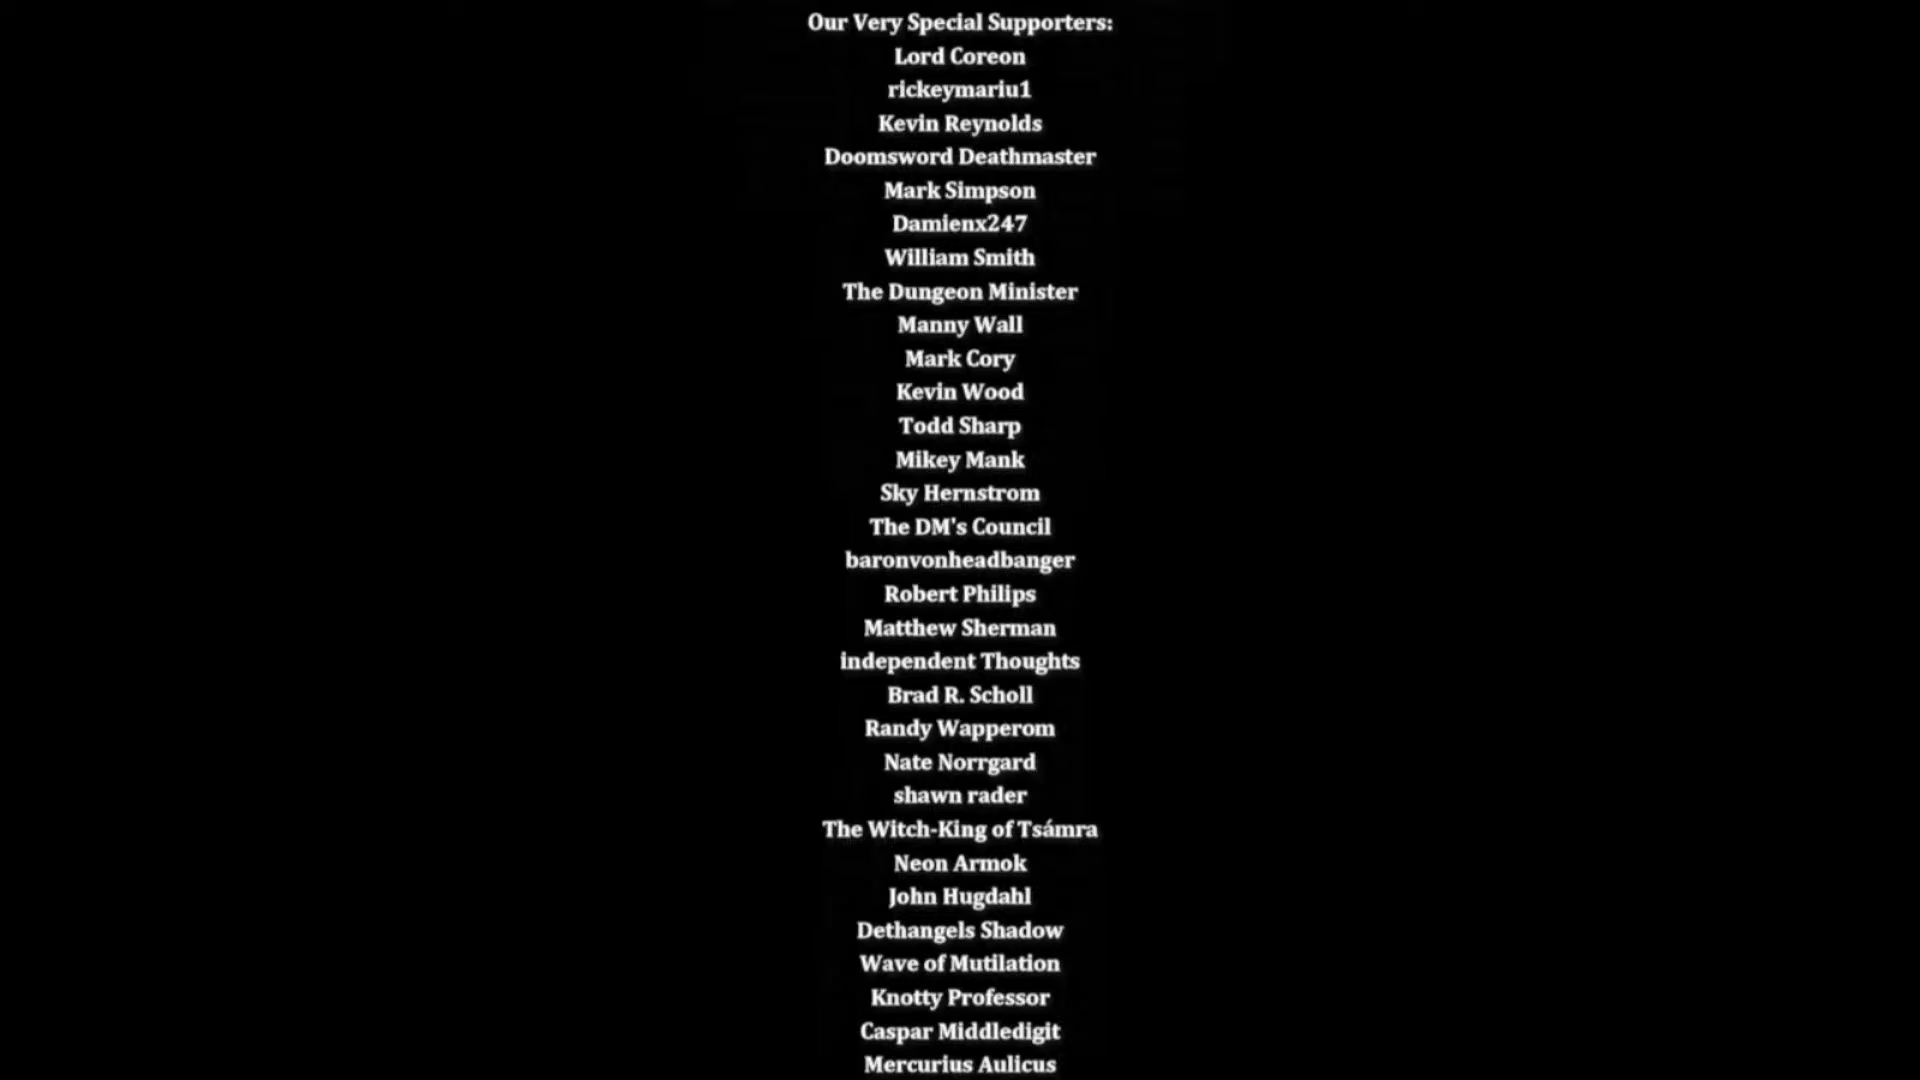 Our Very Special Supporters:
Lord Coreon
rickeymariu1
Kevin Reynolds
Doomsword Deathmaster
Mark Simpson
Damienx247
William Smith
The Dungeon Minister
Manny Wall
Mark Cory
Kevin Wood
Todd Sharp
Mikey Mank
Sky Hernstrom
The DM's Council
baronvonheadbanger
Robert Philips
Matthew Sherman
independent Thoughts
Brad R. Scholl
Randy Wapperom
Nate Norrgard
shawn rader
The Witch-King of Tsámra
Neon Armok
John Hugdahl
Dethangels Shadow
Wave of Mutilation
Knotty Professor
Caspar Middledigit
Mercurius Aulicus